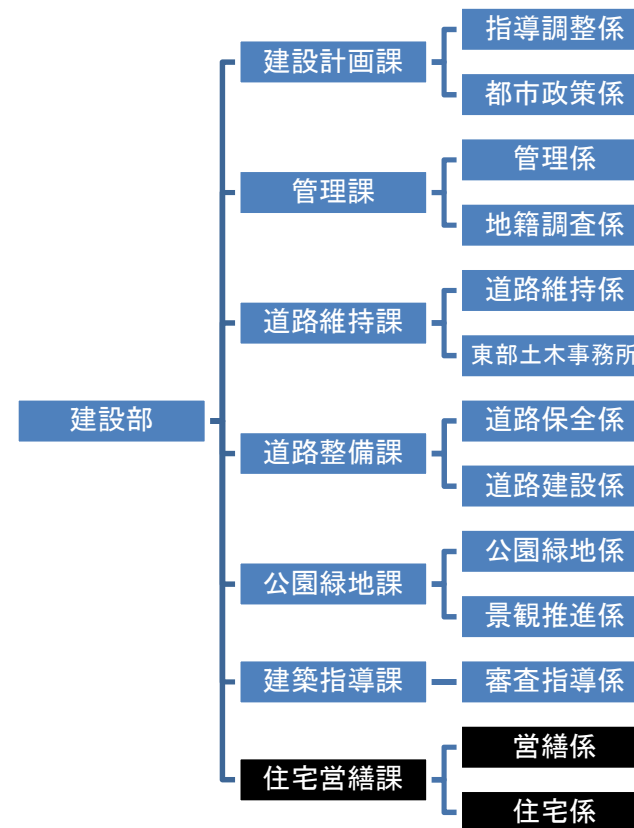 建設部
建設計画課
指導調整係
都市政策係
管理課
管理係
地籍調査係
道路維持課
道路維持係
東部土木事務所
道路整備課
道路保全係
道路建設係
公園緑地課
公園緑地係
景観推進係
建築指導課
審査指導係
住宅営繕課
営繕係
住宅係